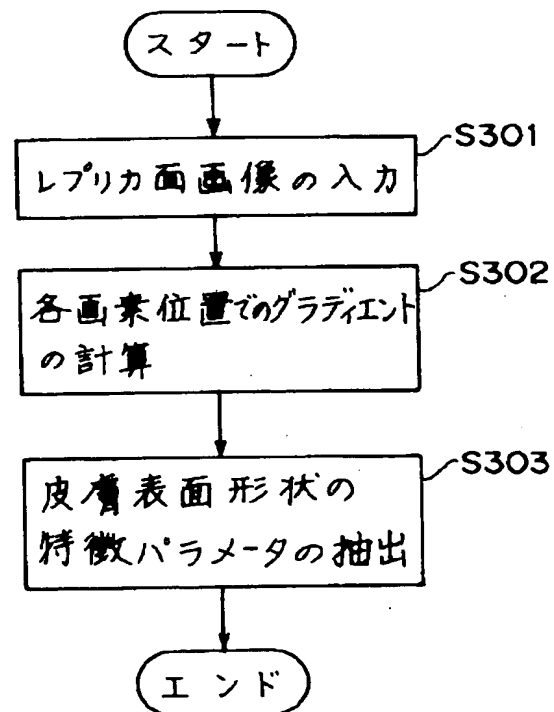 スタート
S301
レプリカ面画像の入力
S302
各画素位置でのグラディエント
の計算
S303
皮膚表面形状の
特徴パラメータの抽出
エンド